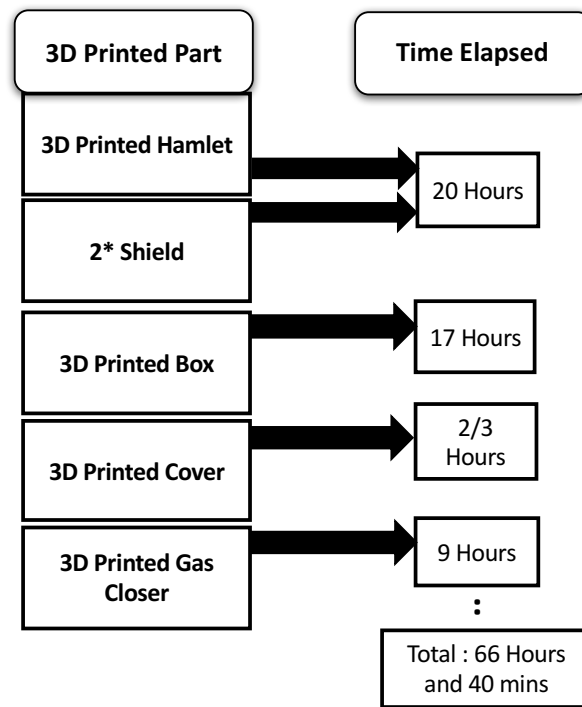 3D Printed Part
Time Elapsed
3D Printed Hamlet
20 Hours
2* Shield
3D Printed Box
17 Hours
3D Printed Cover
2/3
Hours
3D Printed Gas
Closer
9 Hours
:
Total : 66 Hours
and 40 mins